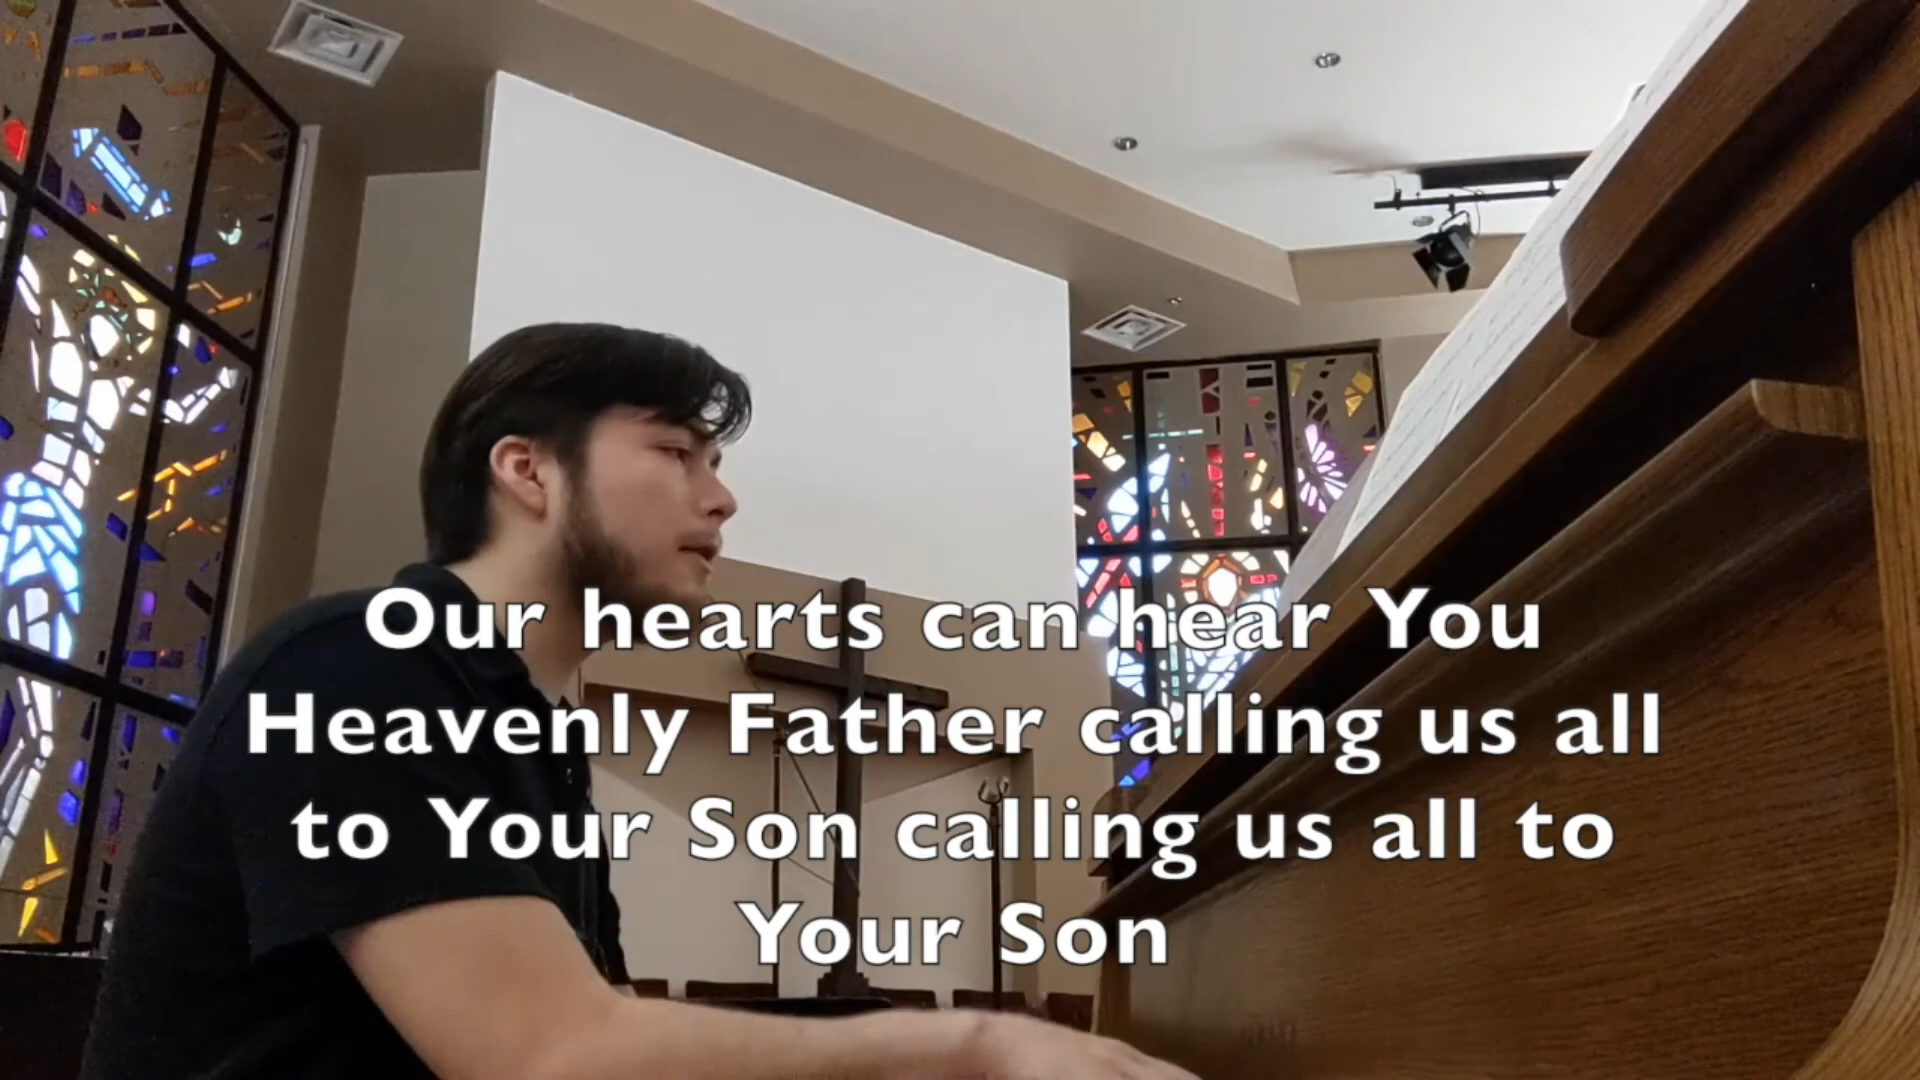 Our hearts can hear You
Heavenly Father calling us all
to Your Son calling us all to
Your Son